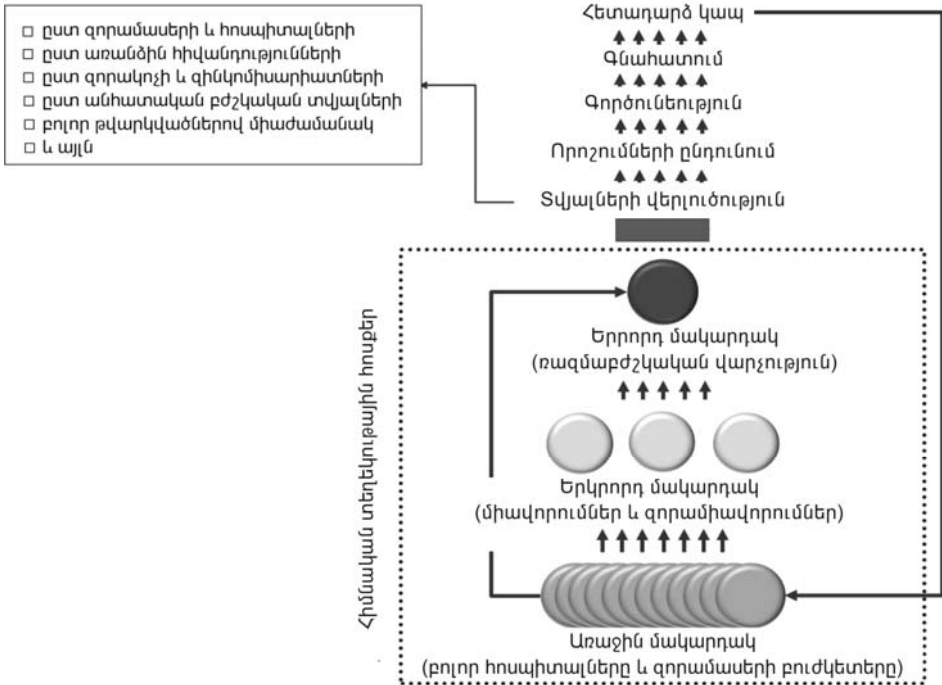 □ ըստ զորամասերի և հոսպիտալների
□ ըստ առանձին հիվանդությունների
□ ըստ զորակոչի և զինկոմիսարիատների
□ ըստ անհատական բժշկական տվյալների
□ բոլոր թվարկվածներով միաժամանակ
□ և այլն
Հետադարձ կապ
Գնահատում
Գործունեություն
Որոշումների ընդունում
Տվյալների վերլուծություն
Հիմնական տեղեկութային հոսքեր
Երրորդ մակարդակ
(ռազմաբժշկական վարչություն)
Երկրորդ մակարդակ
(միավորումներ և զորամիավորումներ)
Առաջին մակարդակ
(բոլոր հոսպիտալները և զորամասերի բուժկետերը)